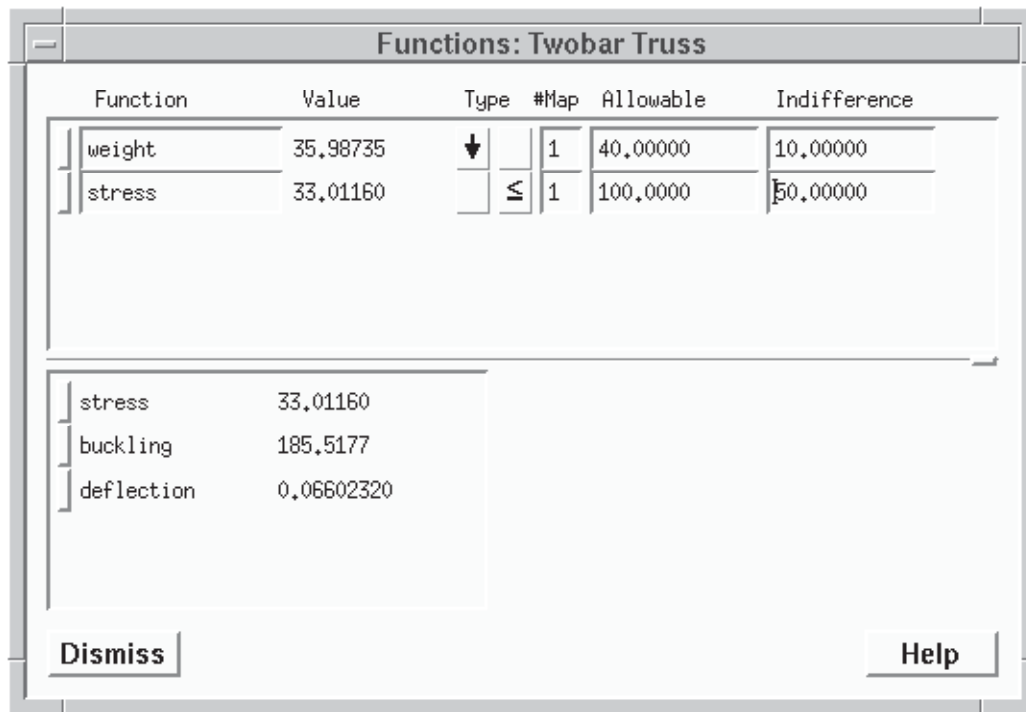 Functions: Twobar Truss
Function Value Type #Map Allowable Indifference
weight 35.98735 1 40.00000 10.00000
stress 33.01160 ≤ 1 100.0000 50.00000
stress 33.01160
buckling 185.5177
deflection 0.06602320
Dismiss Help